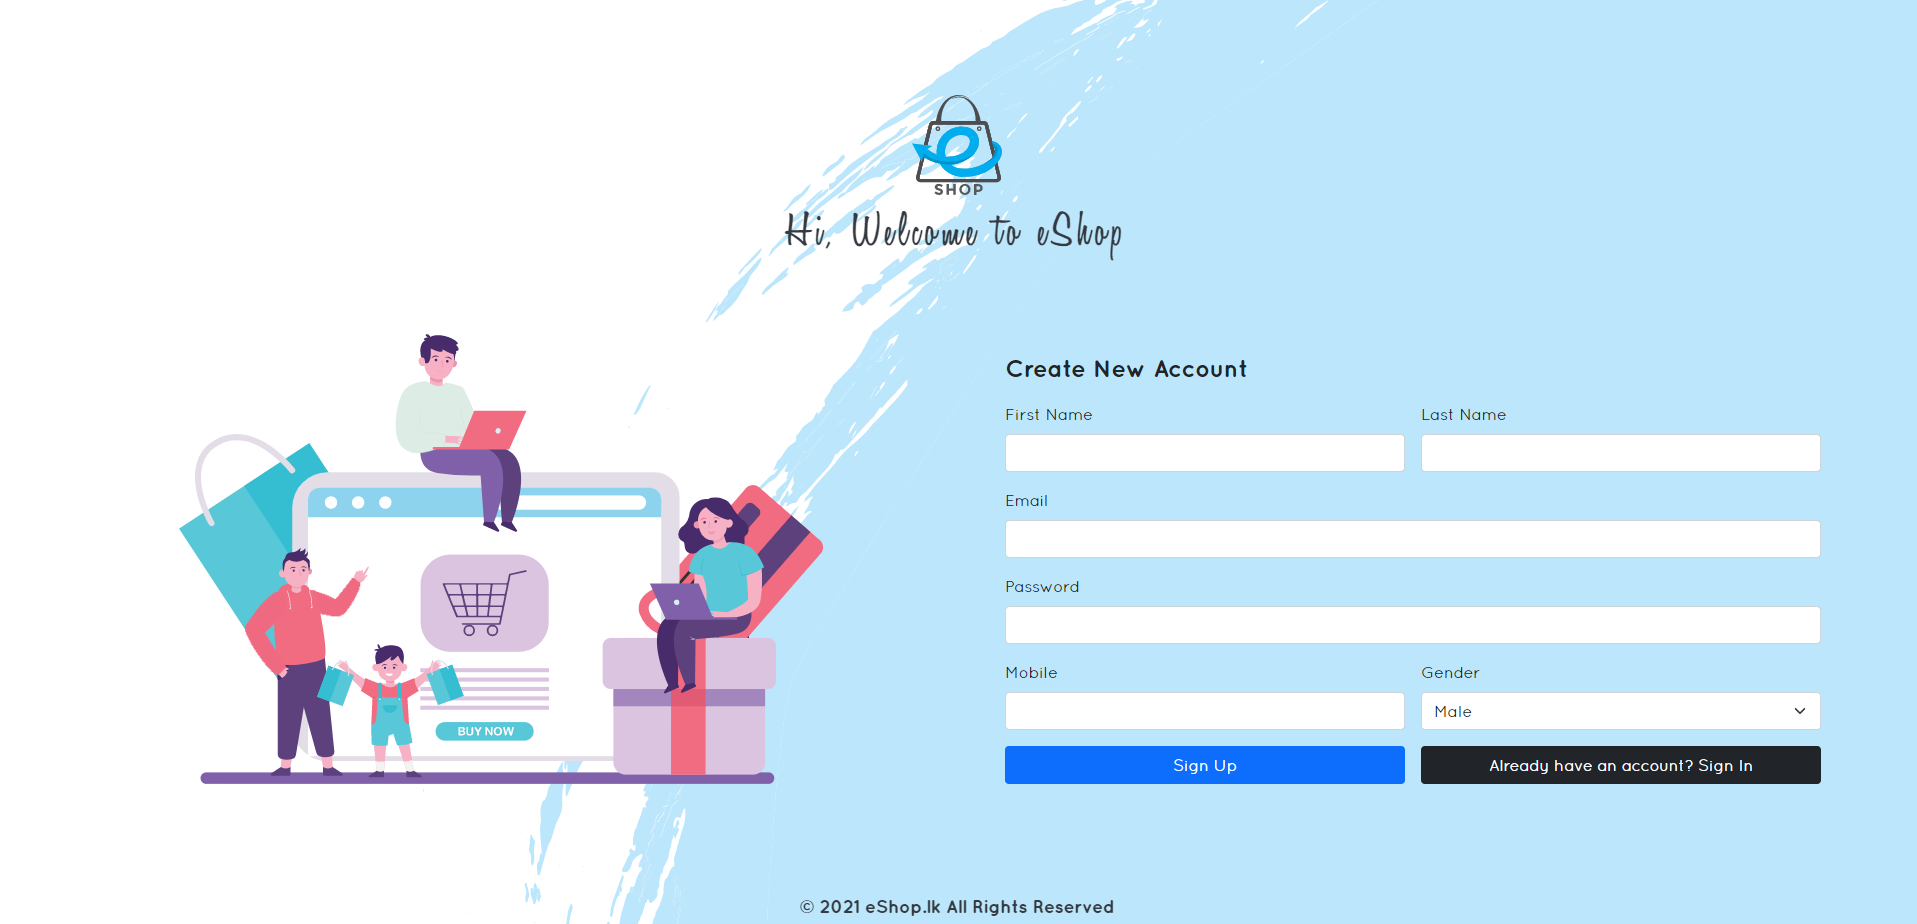 SHOP
Hi, Welcome to eShop
Create New Account
First Name
Last Name
Email
Password
Mobile
Gender
Male
Sign Up
Already have an account? Sign In
BUY NOW
© 2021 eShop.lk All Rights Reserved